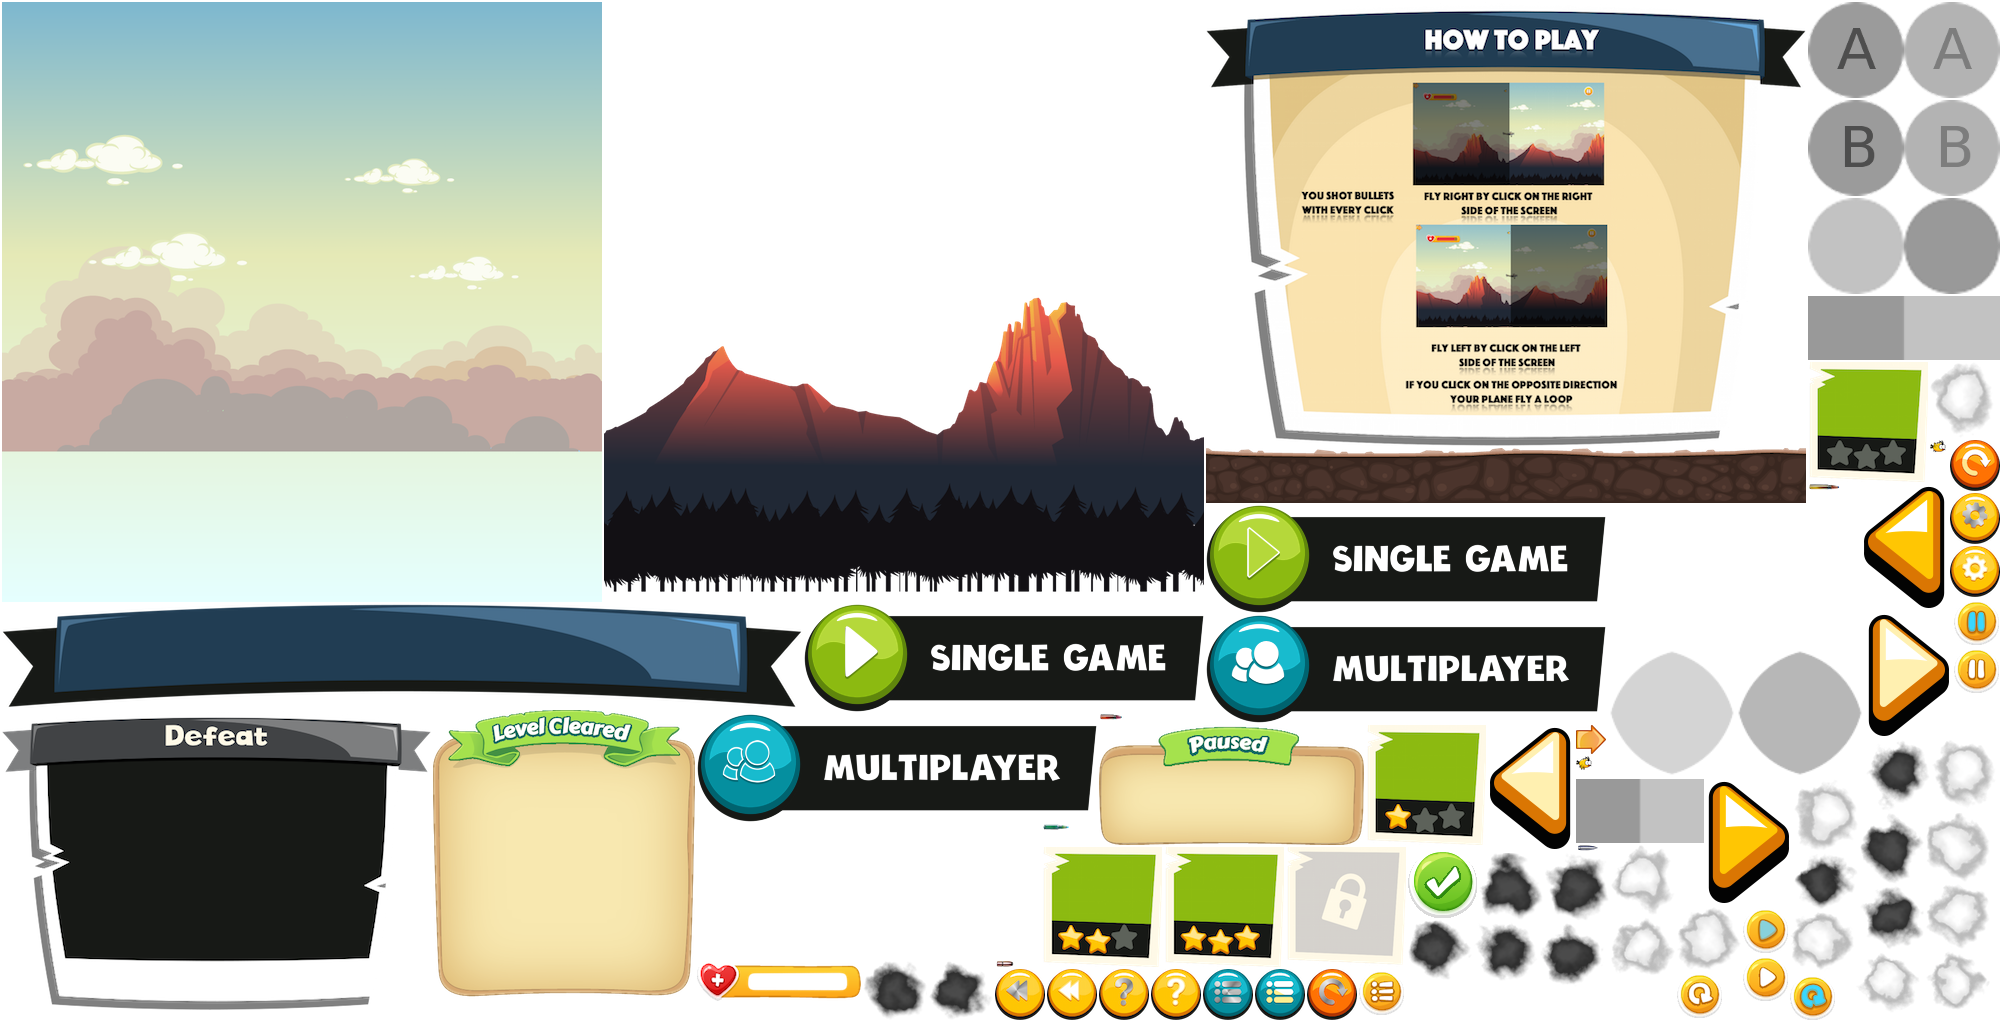 HOW TO PLAY
YOU SHOT BULLETS
WITH EVERY CLICK
FLY RIGHT BY CLICK ON THE RIGHT
SIDE OF THE SCREEN
FLY LEFT BY CLICK ON THE LEFT
SIDE OF THE SCREEN
IF YOU CLICK ON THE OPPOSITE DIRECTION
YOUR PLANE FLY A LOOP
A
A
B
B
SINGLE GAME
SINGLE GAME
MULTIPLAYER
Defeat
Level Cleared
MULTIPLAYER
Paused
?
?